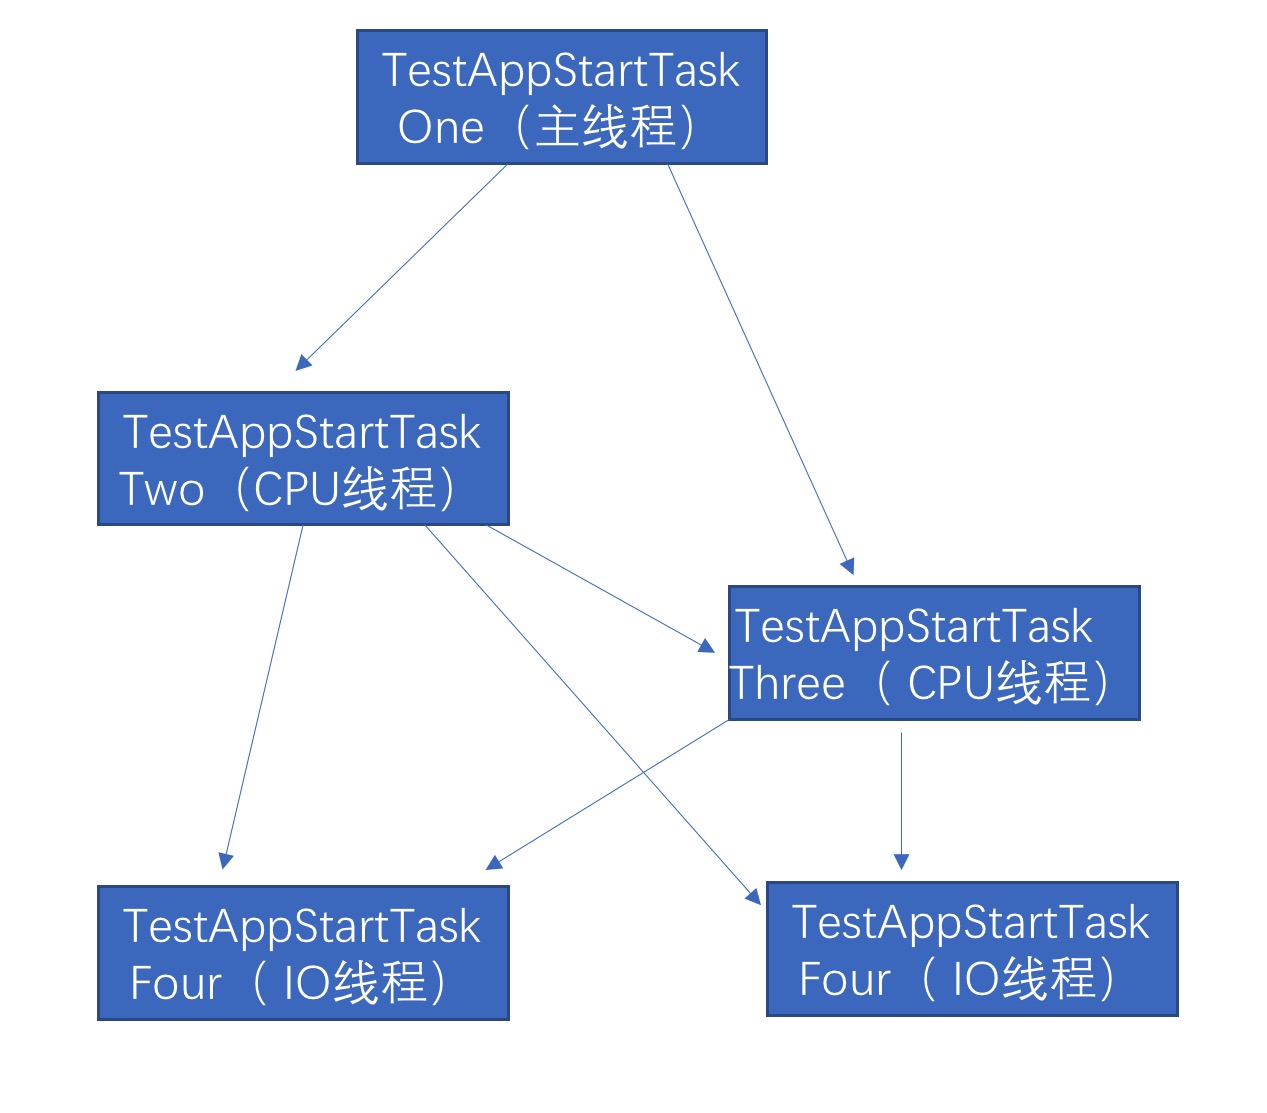 TestAppStartTask
One（主线程）
TestAppStartTask
Two（CPU线程）
TestAppStartTask
Three（ CPU线程）
TestAppStartTask
Four（ IO线程）
TestAppStartTask
Four（ IO线程）